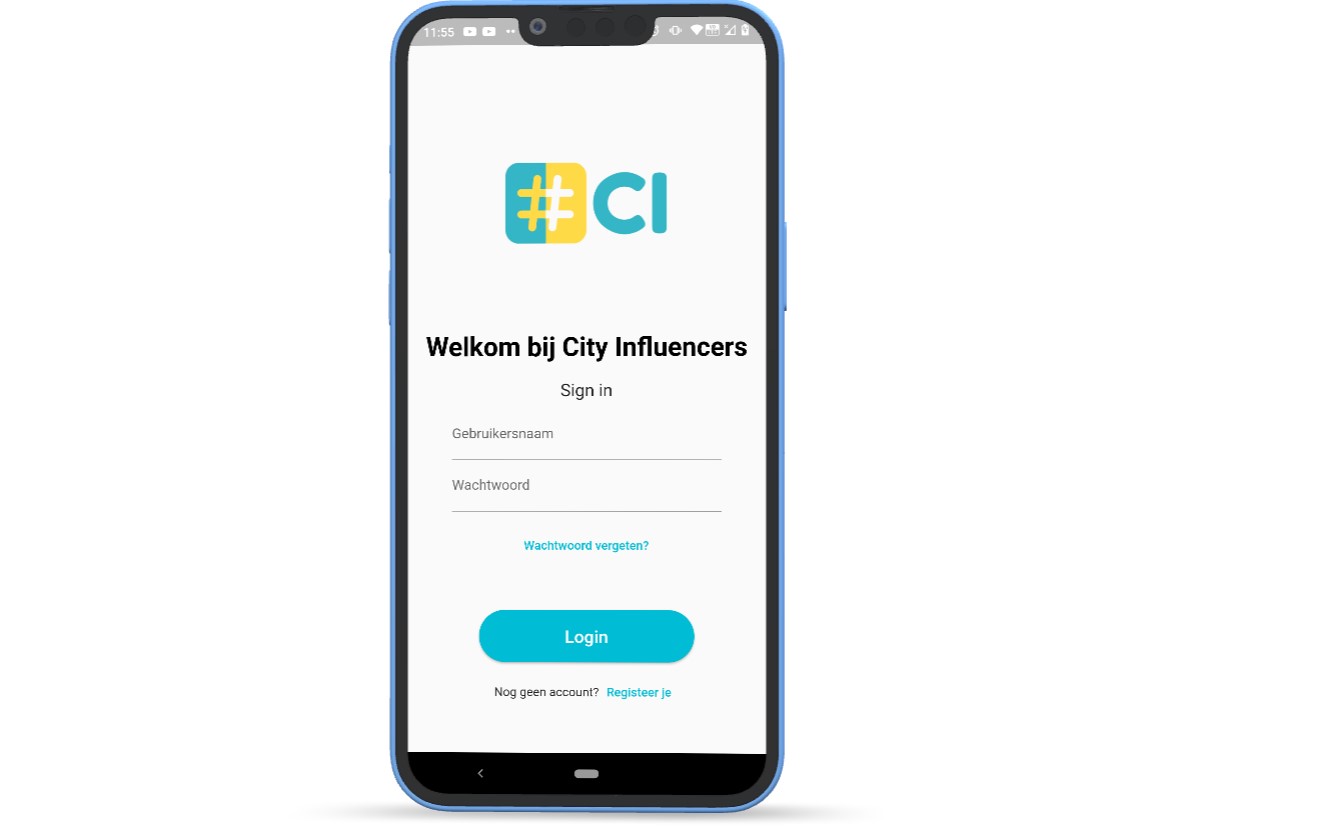 11:55
#CI
Welkom bij City Influencers
Sign in
Gebruikersnaam
Wachtwoord
Wachtwoord vergeten?
Login
Nog geen account? Registeer je